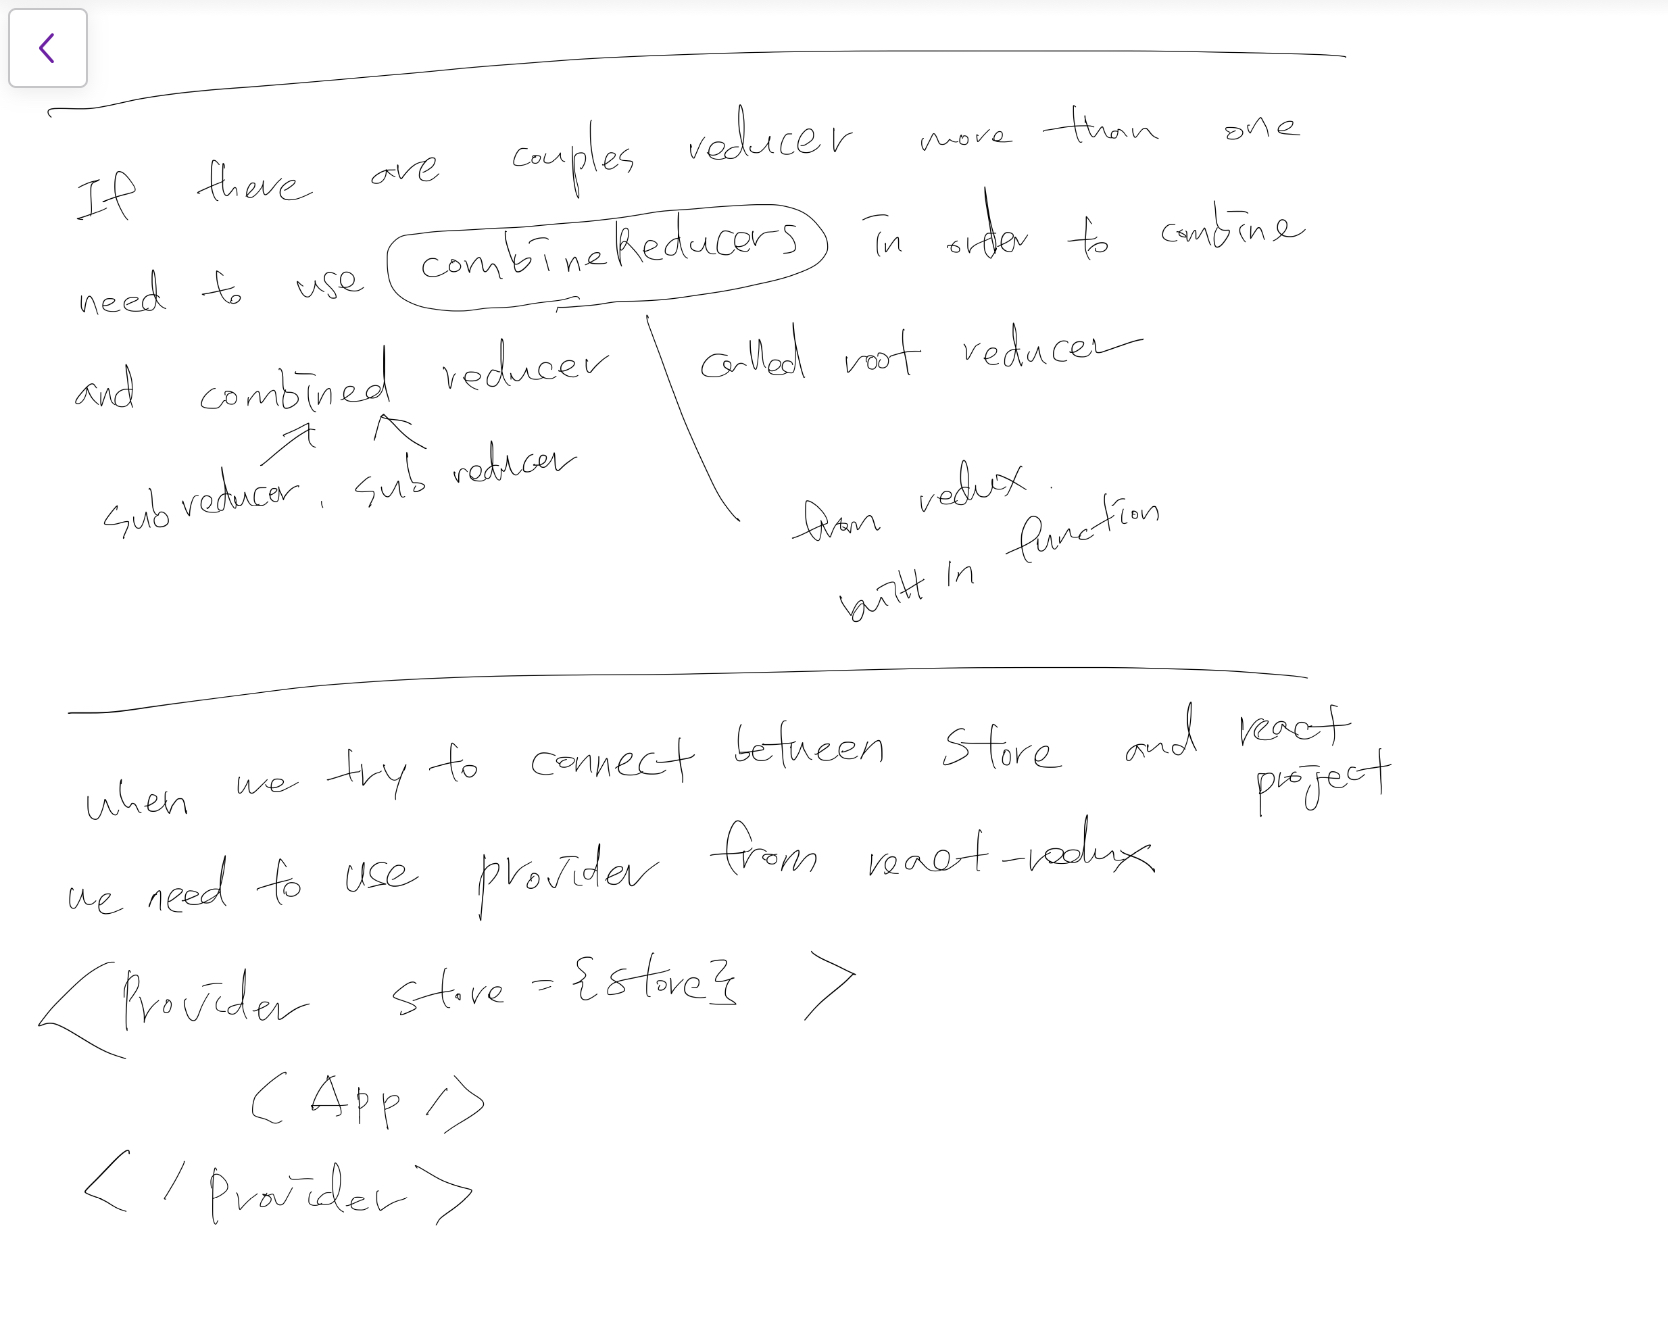 If there are couples reducer more than one
need to use combineReducers in order to combine
and combined reducer called root reducer
sub reducer, sub reducer
from redux.
built in function
when we try to connect between store and react
project
we need to use provider from react-redux
<Provider store = {store} >
<App />
</provider>